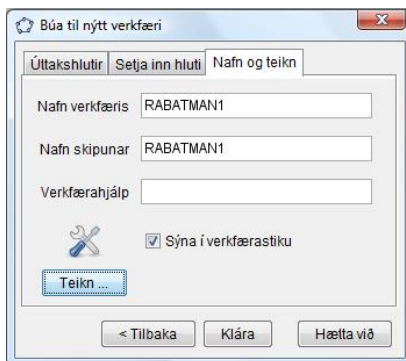 Búa til nýtt verkfæri
Úttakshlutir Setja inn hluti Nafn og teikn
Nafn verkfæris RABATMAN1
Nafn skipunar RABATMAN1
Verkfærahjálp
Sýna í verkfærastiku
Teikn ...
< Tilbaka Klára Hætta við